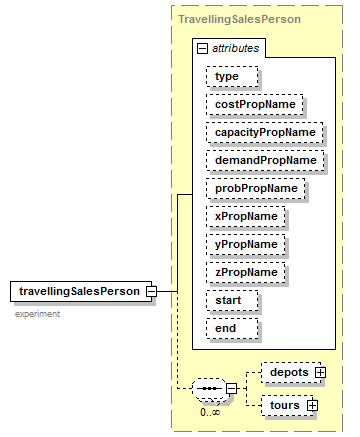 TravellingSalesPerson
attributes
type
costPropName
capacityPropName
demandPropName
probPropName
xPropName
yPropName
zPropName
start
end
travellingSalesPerson
experiment
depots
tours
0..∞